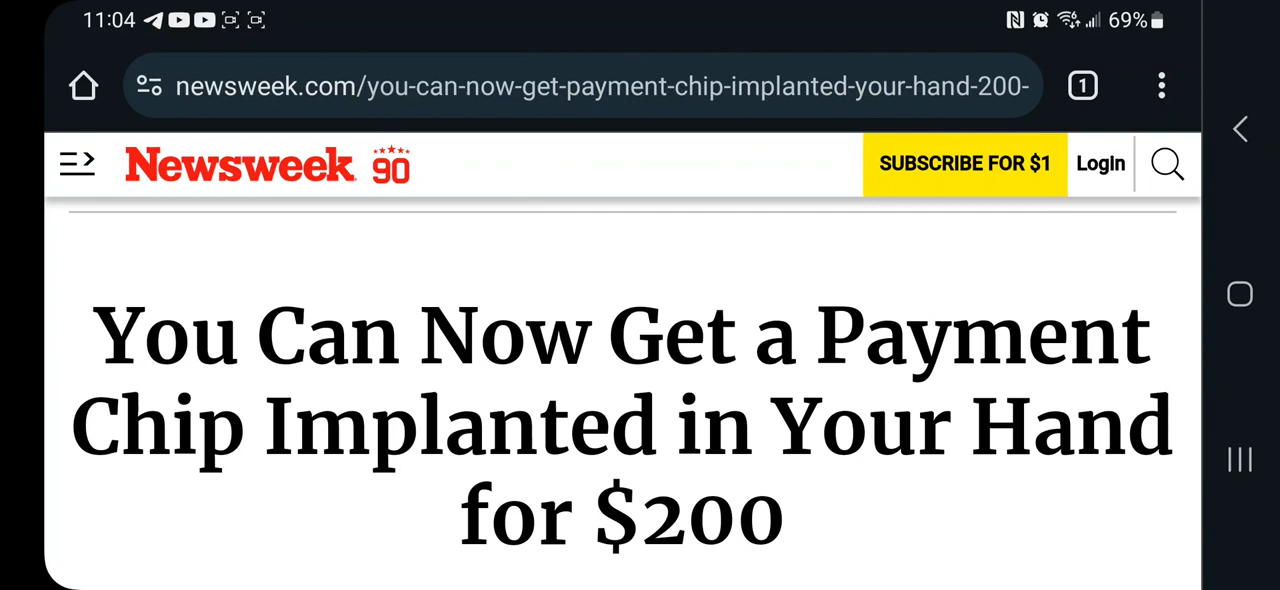 11:04 69%
newsweek.com/you-can-now-get-payment-chip-implanted-your-hand-200- 1
Newsweek 90 SUBSCRIBE FOR $1 Login
You Can Now Get a Payment
Chip Implanted in Your Hand
for $200